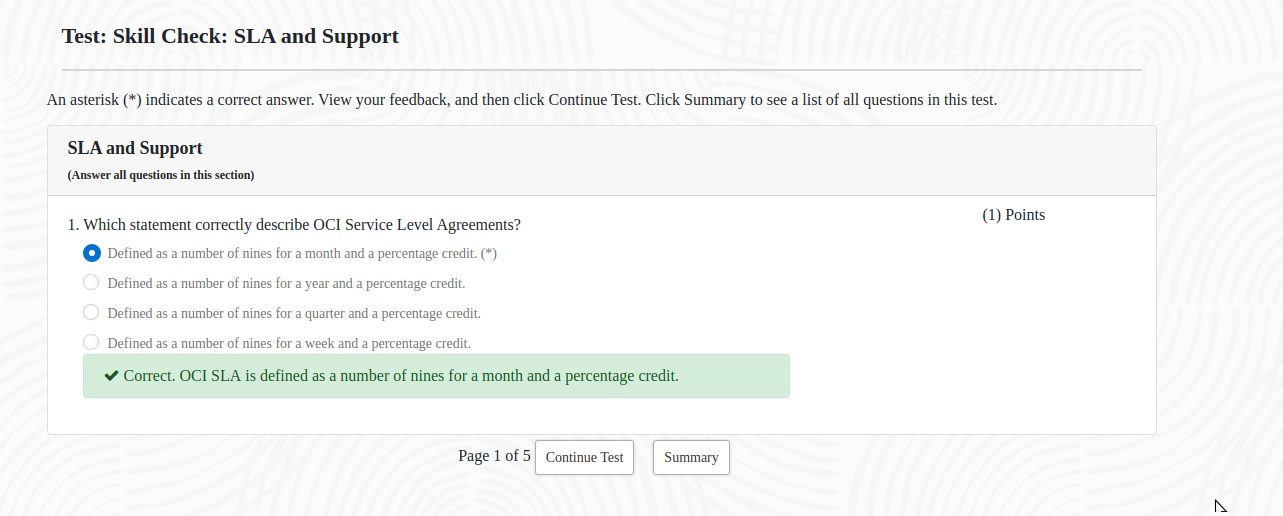 Test: Skill Check: SLA and Support
An asterisk (*) indicates a correct answer. View your feedback, and then click Continue Test. Click Summary to see a list of all questions in this test.
SLA and Support
(Answer all questions in this section)
1. Which statement correctly describe OCI Service Level Agreements?
(1) Points
Defined as a number of nines for a month and a percentage credit. (*)
Defined as a number of nines for a year and a percentage credit.
Defined as a number of nines for a quarter and a percentage credit.
Defined as a number of nines for a week and a percentage credit.
Correct. OCI SLA is defined as a number of nines for a month and a percentage credit.
Page 1 of 5 Continue Test Summary